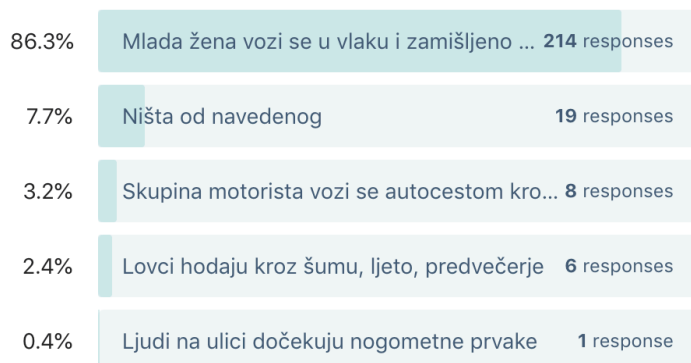 86.3% Mlada žena vozi se u vlaku i zamišljeno ... 214 responses
7.7% Ništa od navedenog 19 responses
3.2% Skupina motorista vozi se autocestom kro... 8 responses
2.4% Lovci hodaju kroz šumu, ljeto, predvečerje 6 responses
0.4% Ljudi na ulici dočekuju nogometne prvake 1 response